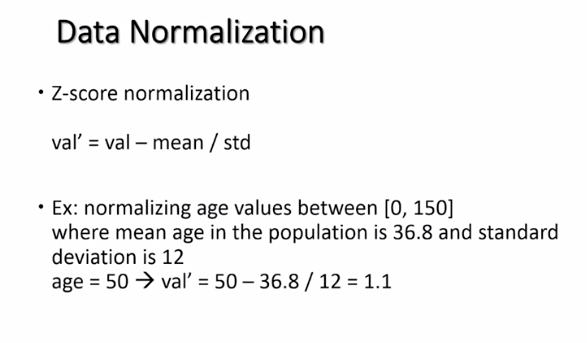 Data Normalization
• Z-score normalization
val’ = val – mean / std
• Ex: normalizing age values between [0, 150]
where mean age in the population is 36.8 and standard
deviation is 12
age = 50 → val’ = 50 – 36.8 / 12 = 1.1